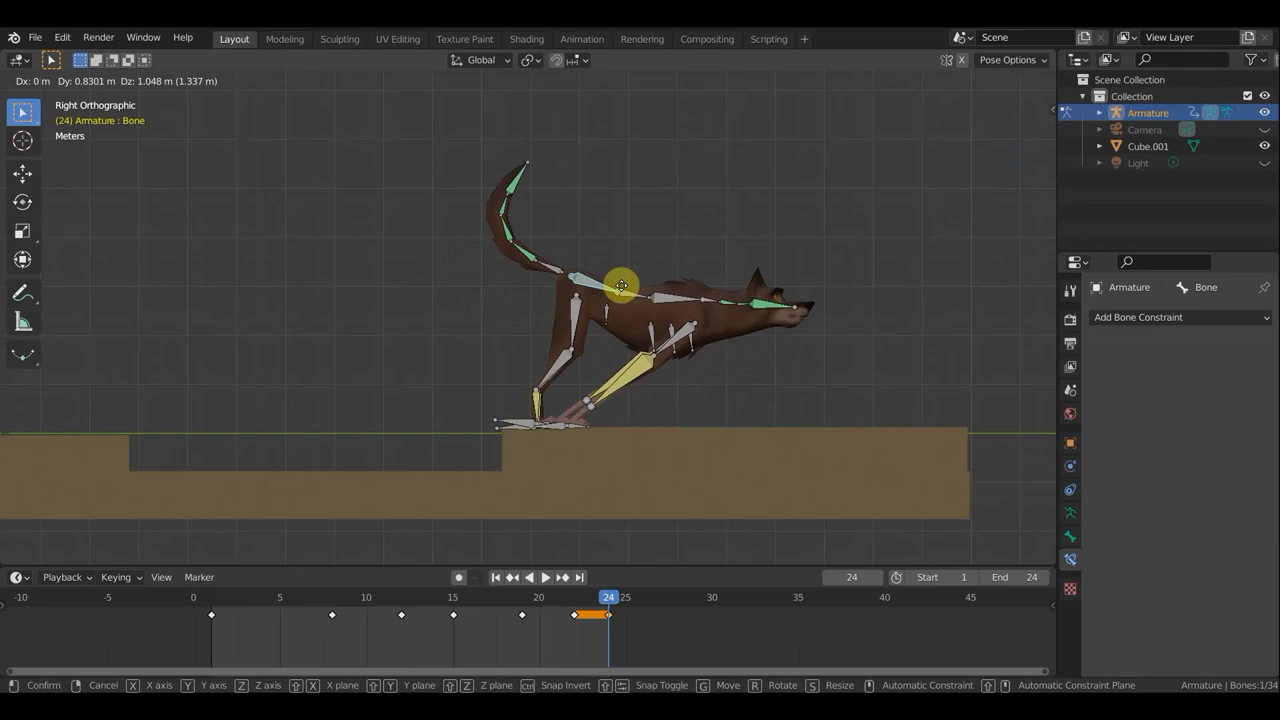 File Edit Render Window Help Layout Modeling Sculpting UV Editing Texture Paint Shading Animation Rendering Compositing Scripting + Scene View Layer
Global X Pose Options
Dx: 0 m Dy: 0.8301 m Dz: 1.048 m (1.337 m)
Right Orthographic
(24) Armature : Bone
Meters
Scene Collection
Collection
Armature
Camera
Cube.001
Light
Armature Bone
Add Bone Constraint
Playback Keying View Marker 24 Start 1 End 24
-10 -5 0 5 10 15 20 24 25 30 35 40 45
Confirm Cancel X X axis Y Y axis Z Z axis X X plane Y Y plane Z Z plane Ctrl Snap Invert Snap Toggle G Move R Rotate S Resize Automatic Constraint Automatic Constraint Plane Armature | Bones:1/34